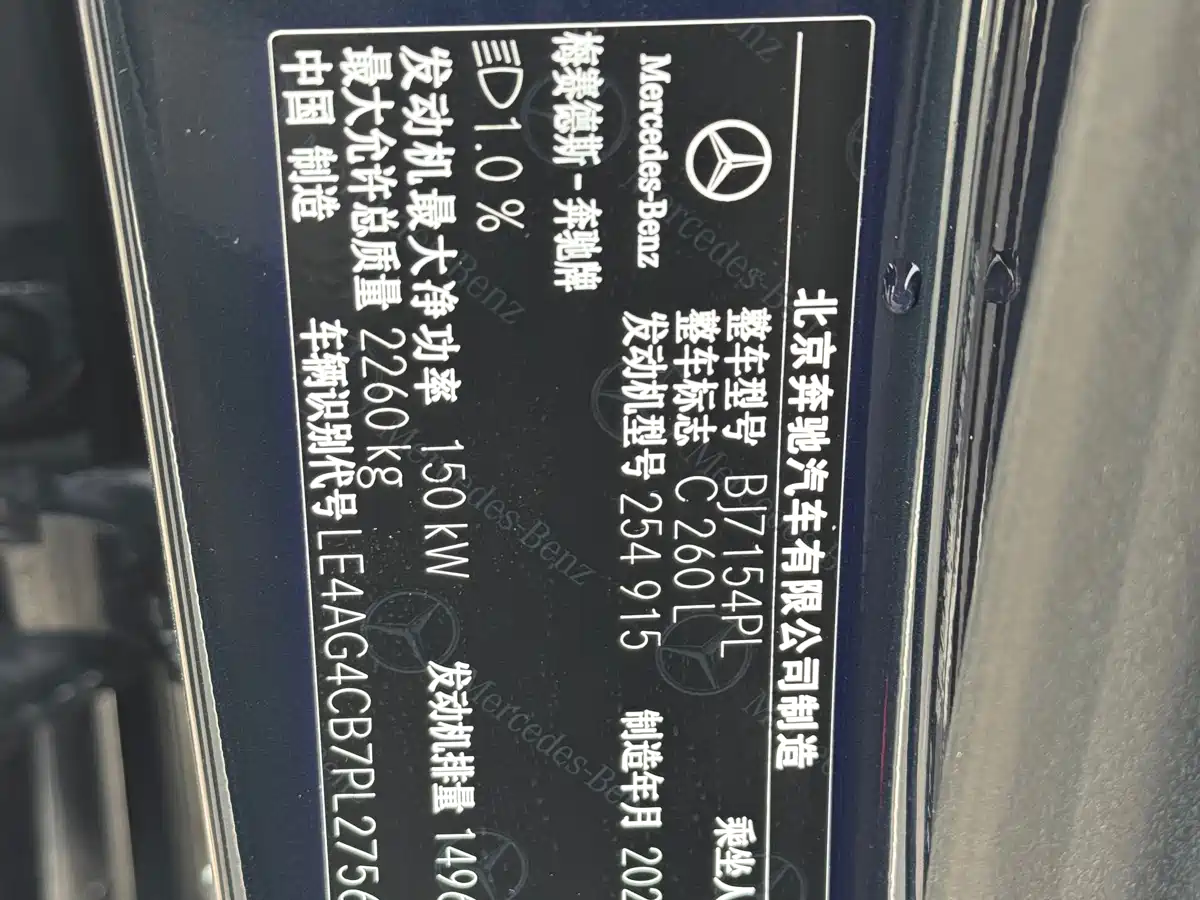 北京奔驰汽车有限公司制造
Mercedes-Benz
梅赛德斯-奔驰牌
整车型号 BJ7154PL 乘坐人
整车标志 C 260 L
发动机型号 254 915 制造年月 202
1.0 %
发动机最大净功率 150 kW 发动机排量 1496
最大允许总质量 2260 kg
中国 制造 车辆识别代号 LE4AG4CB7PL2756